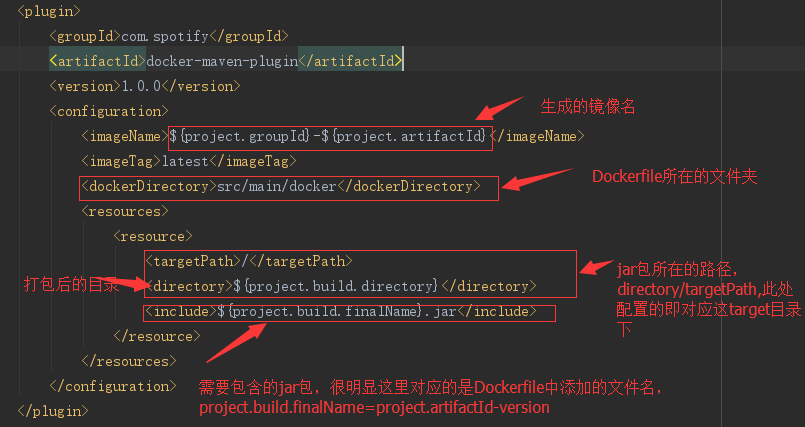 <plugin>
<groupId>com.spotify</groupId>
<artifactId>docker-maven-plugin</artifactId>
<version>1.0.0</version>
<configuration>
生成的镜像名
<imageName>${project.groupId}-${project.artifactId}</imageName>
<imageTag>latest</imageTag>
Dockerfile所在的文件夹
<dockerDirectory>src/main/docker</dockerDirectory>
<resources>
<resource>
<targetPath>/</targetPath>
打包后的目录
<directory>${project.build.directory}</directory>
jar包所在的路径，
directory/targetPath,此处
配置的即对应这target目录
下
<include>${project.build.finalName}.jar</include>
</resource>
</resources>
</configuration>
需要包含的jar包，很明显这里对应的是Dockerfile中添加的文件名，
project.build.finalName=project.artifactId-version
</plugin>